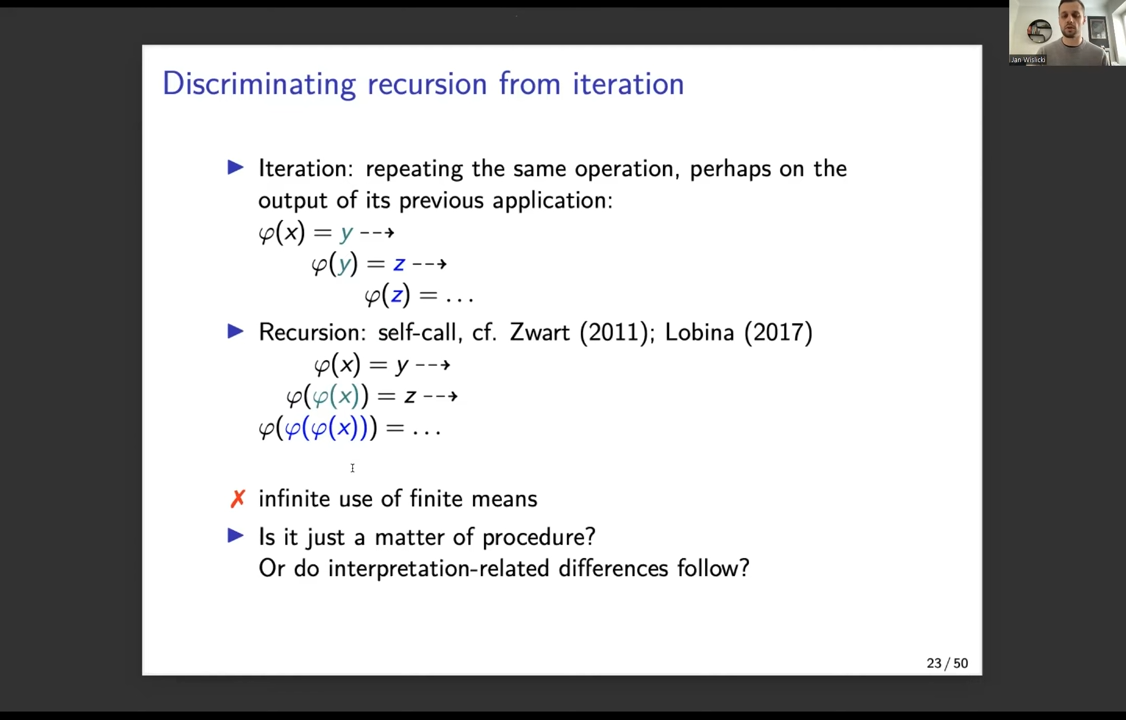 Jan Wislicki
Discriminating recursion from iteration
▶ Iteration: repeating the same operation, perhaps on the
output of its previous application:
φ(x) = y ⇢
φ(y) = z ⇢
φ(z) = ...
▶ Recursion: self-call, cf. Zwart (2011); Lobina (2017)
φ(x) = y ⇢
φ(φ(x)) = z ⇢
φ(φ(φ(x))) = ...
✗ infinite use of finite means
▶ Is it just a matter of procedure?
Or do interpretation-related differences follow?
23 / 50